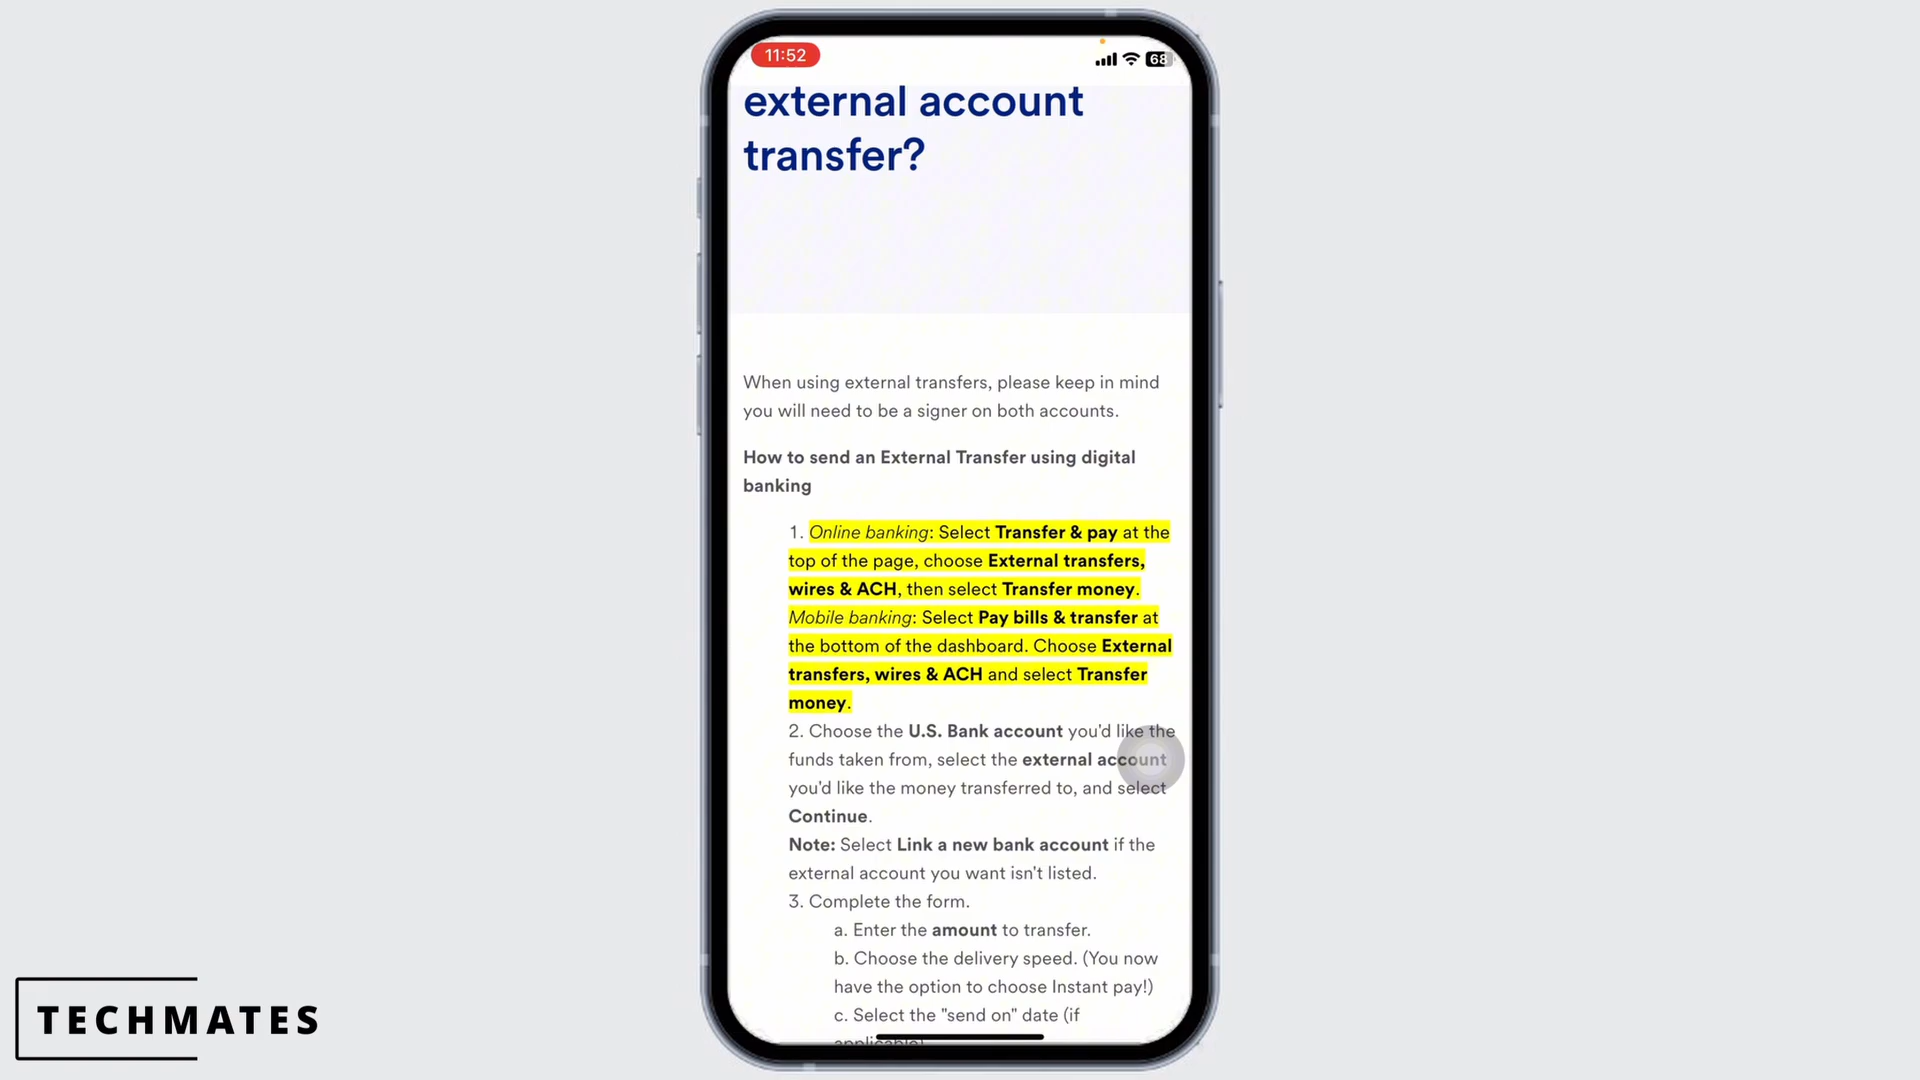 11:52
68
external account
transfer?
When using external transfers, please keep in mind
you will need to be a signer on both accounts.
How to send an External Transfer using digital
banking
1. Online banking: Select Transfer & pay at the
top of the page, choose External transfers,
wires & ACH, then select Transfer money.
Mobile banking: Select Pay bills & transfer at
the bottom of the dashboard. Choose External
transfers, wires & ACH and select Transfer
money.
2. Choose the U.S. Bank account you'd like the
funds taken from, select the external account
you'd like the money transferred to, and select
Continue.
Note: Select Link a new bank account if the
external account you want isn't listed.
3. Complete the form.
a. Enter the amount to transfer.
b. Choose the delivery speed. (You now
have the option to choose Instant pay!)
c. Select the "send on" date (if
applicable)
TECHMATES